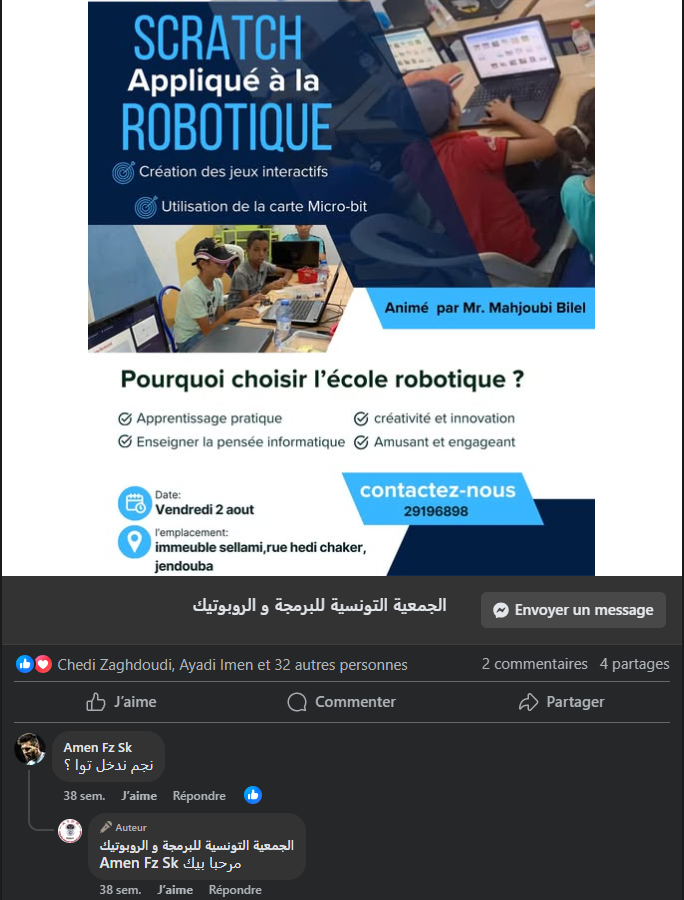 SCRATCH
Appliqué à la
ROBOTIQUE
Création des jeux interactifs
Utilisation de la carte Micro-bit
Animé par Mr. Mahjoubi Bilel
Pourquoi choisir l'école robotique ?
Apprentissage pratique
créativité et innovation
Enseigner la pensée informatique
Amusant et engageant
Date:
Vendredi 2 aout
l'emplacement:
immeuble sellami,rue hedi chaker,
jendouba
contactez-nous
29196898
الجمعية التونسية للبرمجة و الروبوتيك
Envoyer un message
Chedi Zaghdoudi, Ayadi Imen et 32 autres personnes
2 commentaires 4 partages
J'aime
Commenter
Partager
Amen Fz Sk
نجم ندخل توا ؟
38 sem. J'aime Répondre
Auteur
الجمعية التونسية للبرمجة و الروبوتيك
Amen Fz Sk مرحبا بيك
38 sem. J'aime Répondre